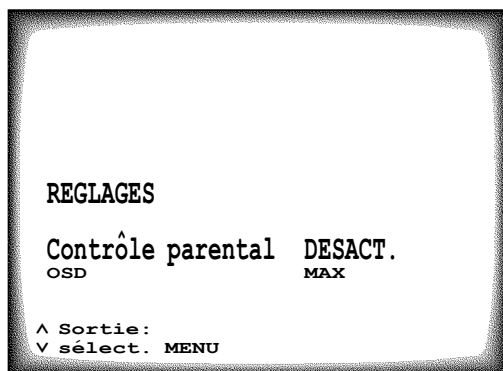 REGLAGES
Contrôle parental DESACT.
OSD MAX
∧ Sortie:
∨ sélect. MENU